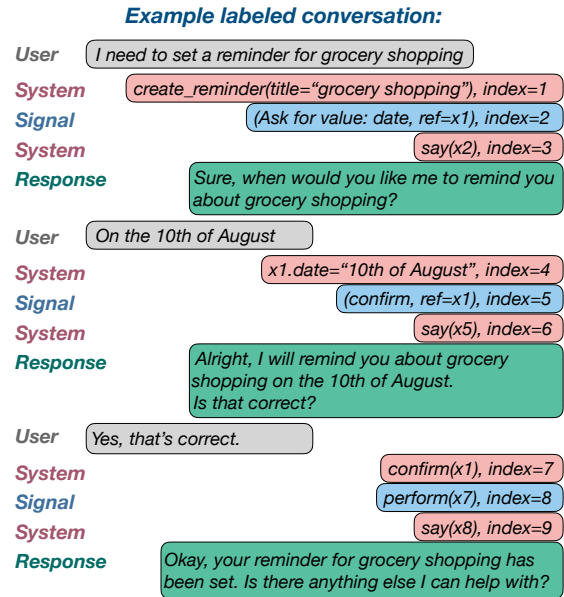 Example labeled conversation:
User I need to set a reminder for grocery shopping
System create_reminder(title=“grocery shopping”), index=1
Signal (Ask for value: date, ref=x1), index=2
System say(x2), index=3
Response Sure, when would you like me to remind you
about grocery shopping?
User On the 10th of August
System x1.date=“10th of August”, index=4
Signal (confirm, ref=x1), index=5
System say(x5), index=6
Response Alright, I will remind you about grocery
shopping on the 10th of August.
Is that correct?
User Yes, that’s correct.
System confirm(x1), index=7
Signal perform(x7), index=8
System say(x8), index=9
Response Okay, your reminder for grocery shopping has
been set. Is there anything else I can help with?